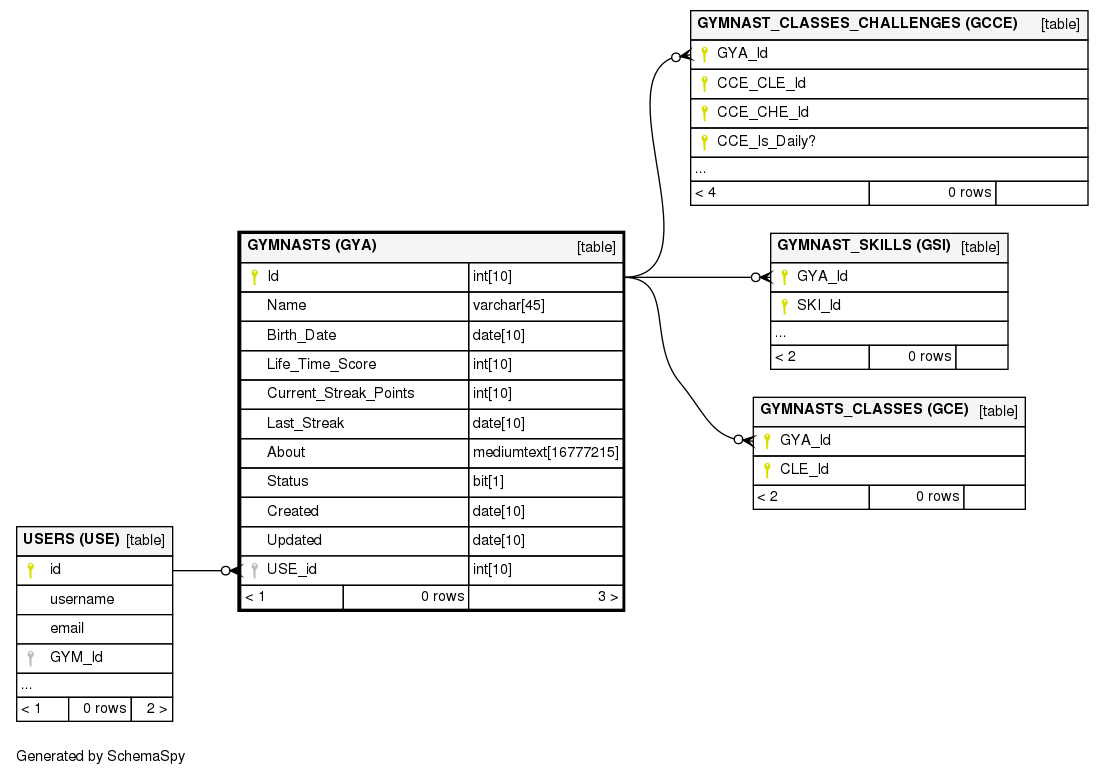 GYMNAST_CLASSES_CHALLENGES (GCCE) [table]
GYA_Id
CCE_CLE_Id
CCE_CHE_Id
CCE_Is_Daily?
...
< 4 0 rows
GYMNASTS (GYA) [table]
Id int[10]
Name varchar[45]
Birth_Date date[10]
Life_Time_Score int[10]
Current_Streak_Points int[10]
Last_Streak date[10]
About mediumtext[16777215]
Status bit[1]
Created date[10]
Updated date[10]
USE_id int[10]
< 1 0 rows 3 >
GYMNAST_SKILLS (GSI) [table]
GYA_Id
SKI_Id
...
< 2 0 rows
GYMNASTS_CLASSES (GCE) [table]
GYA_Id
CLE_Id
< 2 0 rows
USERS (USE) [table]
id
username
email
GYM_Id
...
< 1 0 rows 2 >
Generated by SchemaSpy